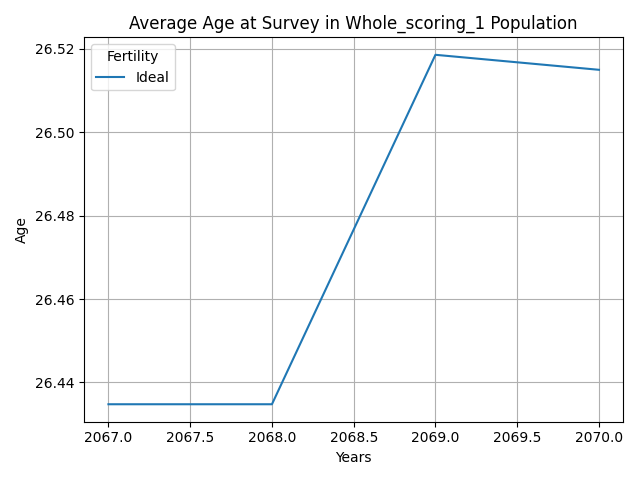 Average Age at Survey in Whole_scoring_1 Population
Fertility
Ideal
Age
26.52
26.50
26.48
26.46
26.44
2067.0 2067.5 2068.0 2068.5 2069.0 2069.5 2070.0
Years